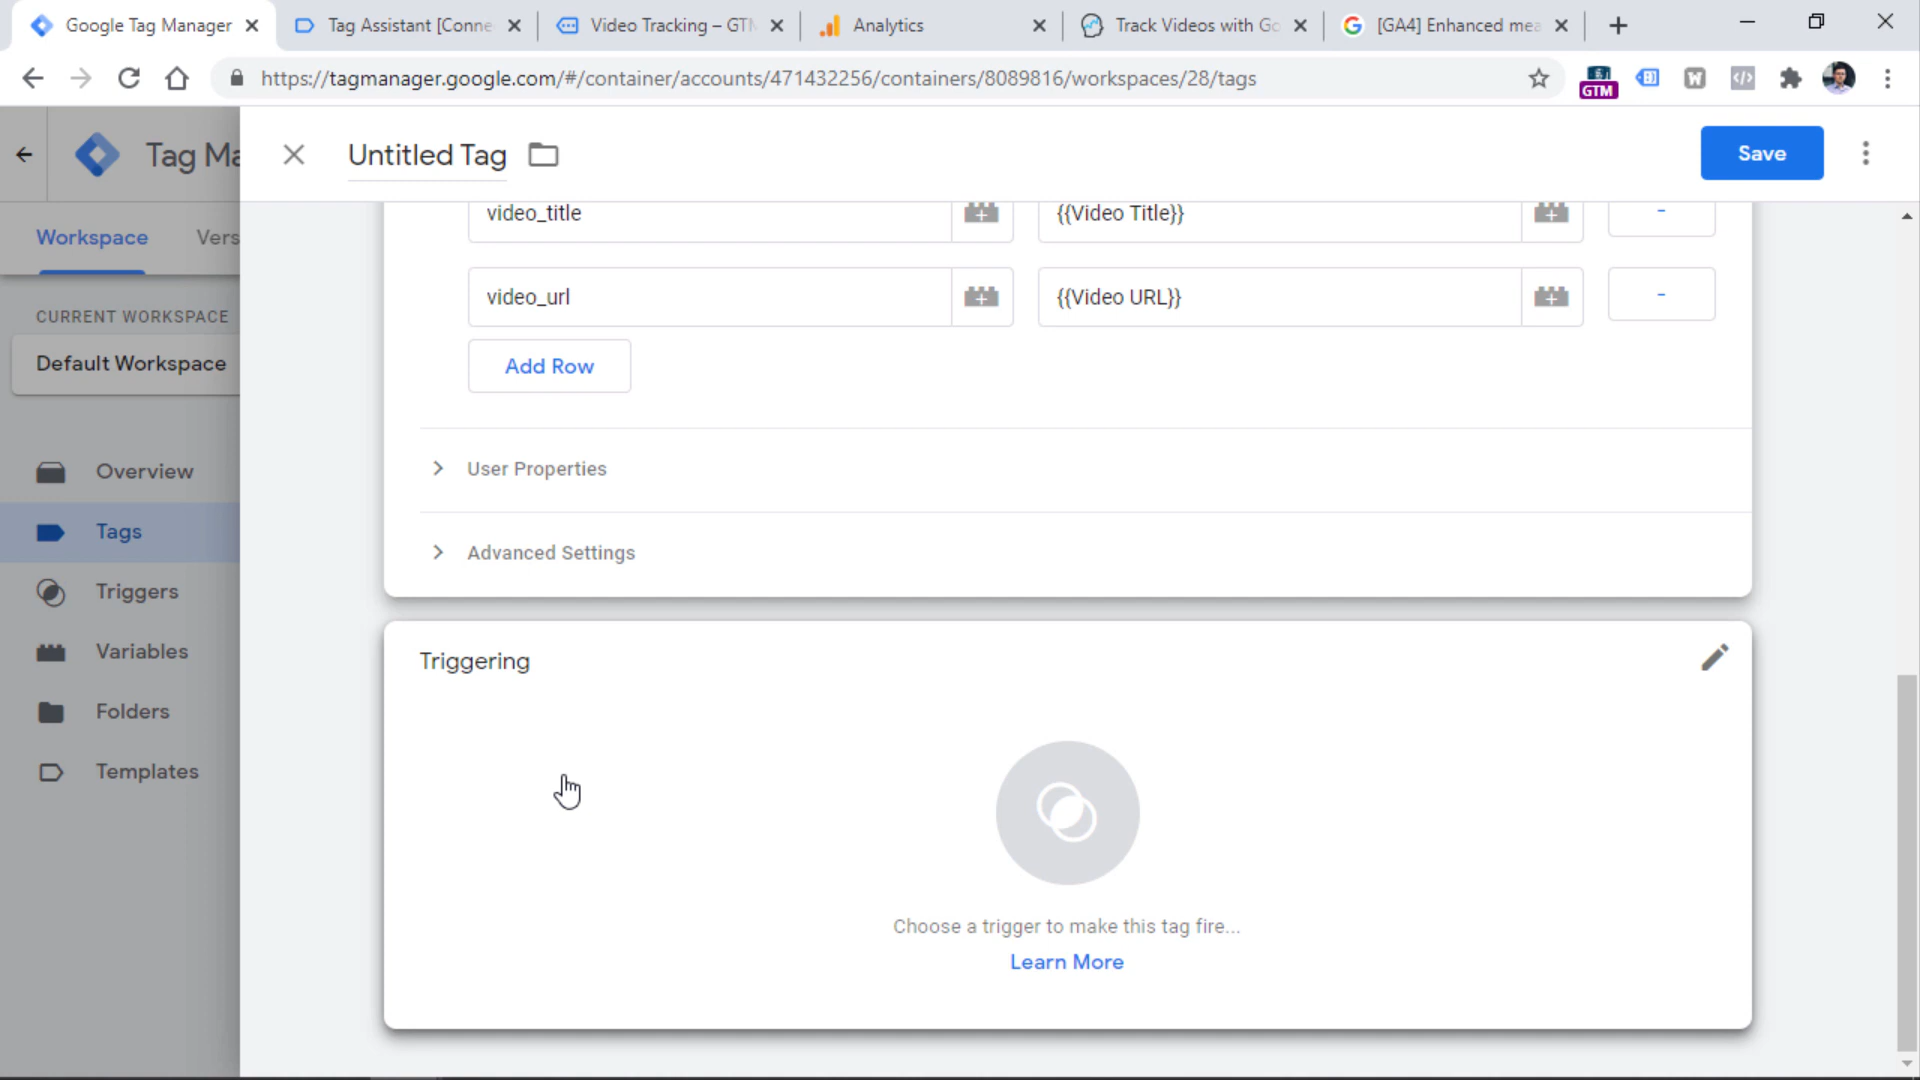 Google Tag Manager
Tag Assistant [Conne
Video Tracking – GTM
Analytics
Track Videos with Go
[GA4] Enhanced mea
https://tagmanager.google.com/#/container/accounts/471432256/containers/8089816/workspaces/28/tags
GTM
Tag Ma
Untitled Tag
Save
Workspace
Vers
CURRENT WORKSPACE
Default Workspace
Overview
Tags
Triggers
Variables
Folders
Templates
video_title
{{Video Title}}
-
video_url
{{Video URL}}
-
Add Row
User Properties
Advanced Settings
Triggering
Choose a trigger to make this tag fire...
Learn More